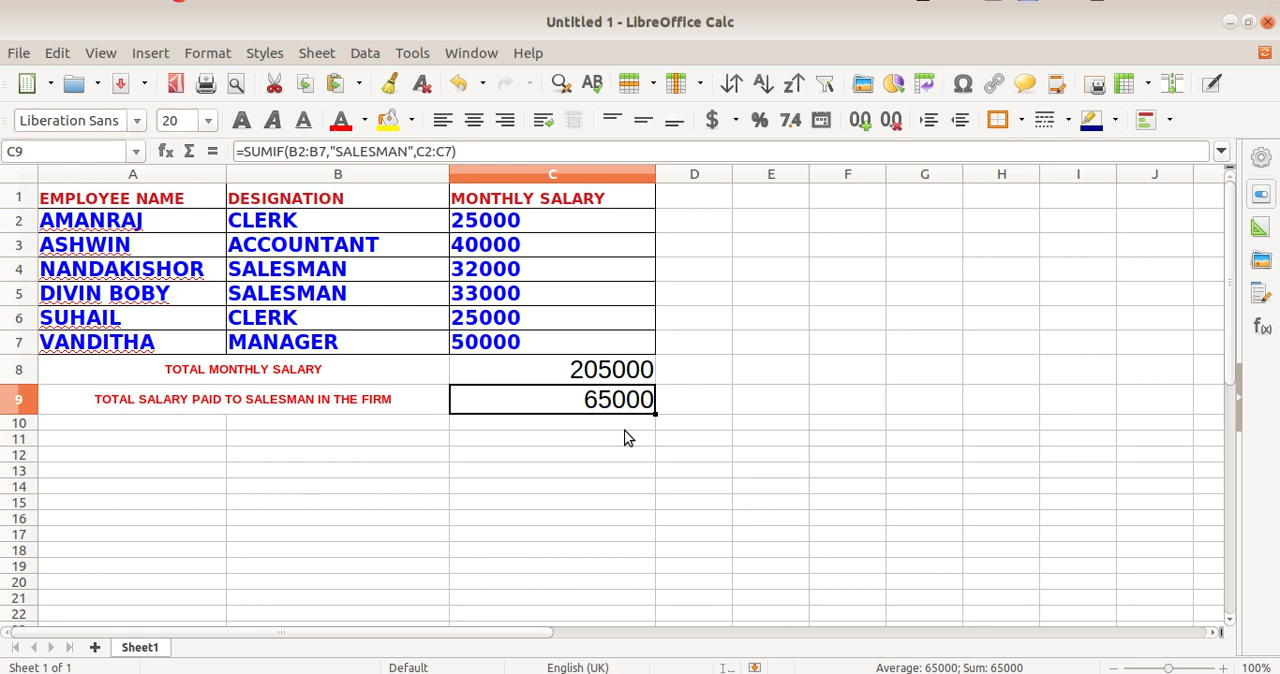 Untitled 1 - LibreOffice Calc
File Edit View Insert Format Styles Sheet Data Tools Window Help
Liberation Sans 20
C9 =SUMIF(B2:B7,"SALESMAN",C2:C7)
A B C D E F G H I J
1 EMPLOYEE NAME DESIGNATION MONTHLY SALARY
2 AMANRAJ CLERK 25000
3 ASHWIN ACCOUNTANT 40000
4 NANDAKISHOR SALESMAN 32000
5 DIVIN BOBY SALESMAN 33000
6 SUHAIL CLERK 25000
7 VANDITHA MANAGER 50000
8 TOTAL MONTHLY SALARY 205000
9 TOTAL SALARY PAID TO SALESMAN IN THE FIRM 65000
10
11
12
13
14
15
16
17
18
19
20
21
22
Sheet1
Sheet 1 of 1 Default English (UK) Average: 65000; Sum: 65000 100%